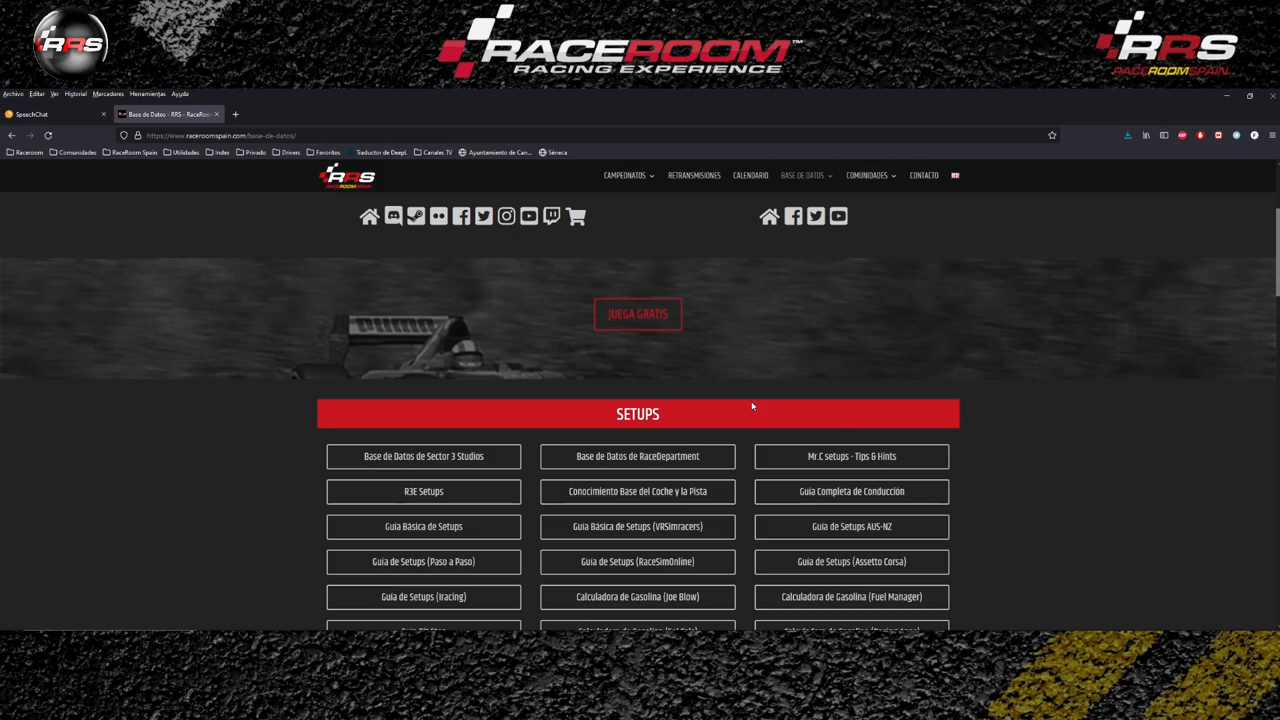 RRS
RACEROOM™
RACING EXPERIENCE
RRS
RACEROOMSPAIN
Archivo Editar Ver Historial Marcadores Herramientas Ayuda
SpeechChat
Base de Datos - RRS - RaceRoo
https://www.raceroomspain.com/base-de-datos/
Raceroom Comunidades RaceRoom Spain Utilidades Index Privado Drivers Favoritos Traductor de DeepL Canales TV Ayuntamiento de Can... Séneca
RRS
CAMPEONATOS RETRANSMISIONES CALENDARIO BASE DE DATOS COMUNIDADES CONTACTO
JUEGA GRATIS
SETUPS
Base de Datos de Sector 3 Studios
Base de Datos de RaceDepartment
Mr.C setups - Tips & Hints
R3E Setups
Conocimiento Base del Coche y la Pista
Guía Completa de Conducción
Guía Básica de Setups
Guía Básica de Setups (VRSimracers)
Guía de Setups AUS-NZ
Guia de Setups (Paso a Paso)
Guía de Setups (RaceSimOnline)
Guía de Setups (Assetto Corsa)
Guía de Setups (Iracing)
Calculadora de Gasolina (Joe Blow)
Calculadora de Gasolina (Fuel Manager)